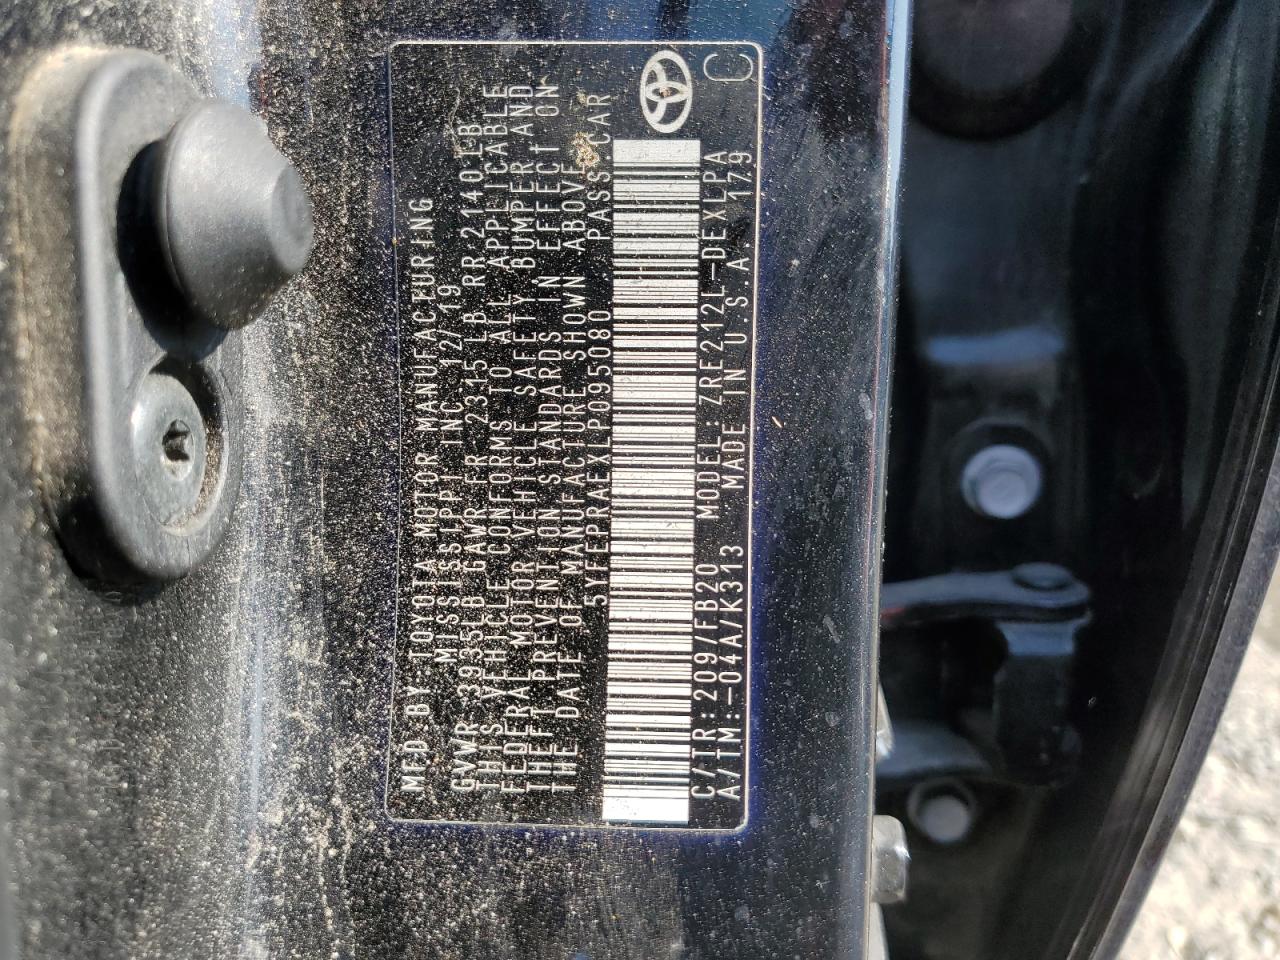 MFD BY TOYOTA MOTOR MANUFACTURING
MISSISSIPPI, INC. 12/19
GVWR 3935LB GAWR FR 2315 LB RR 2140LB
THIS VEHICLE CONFORMS TO ALL APPLICABLE
FEDERAL MOTOR VEHICLE SAFETY BUMPER AND
THEFT PREVENTION STANDARDS IN EFFECT ON
THE DATE OF MANUFACTURE SHOWN ABOVE.
5YFEPRAEXLP095080 PASS.CAR
C/TR:209/FB20 MODEL:ZRE212L-DEXLPA
A/TM:-04A/K313 MADE IN U.S.A. 179
C